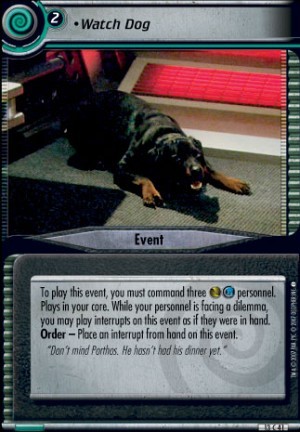 2
•Watch Dog
Event
To play this event, you must command three personnel.
Plays in your core. While your personnel is facing a dilemma,
you may play interrupts on this event as if they were in hand.
Order – Place an interrupt from hand on this event.
"Don't mind Porthos. He hasn't had his dinner yet."